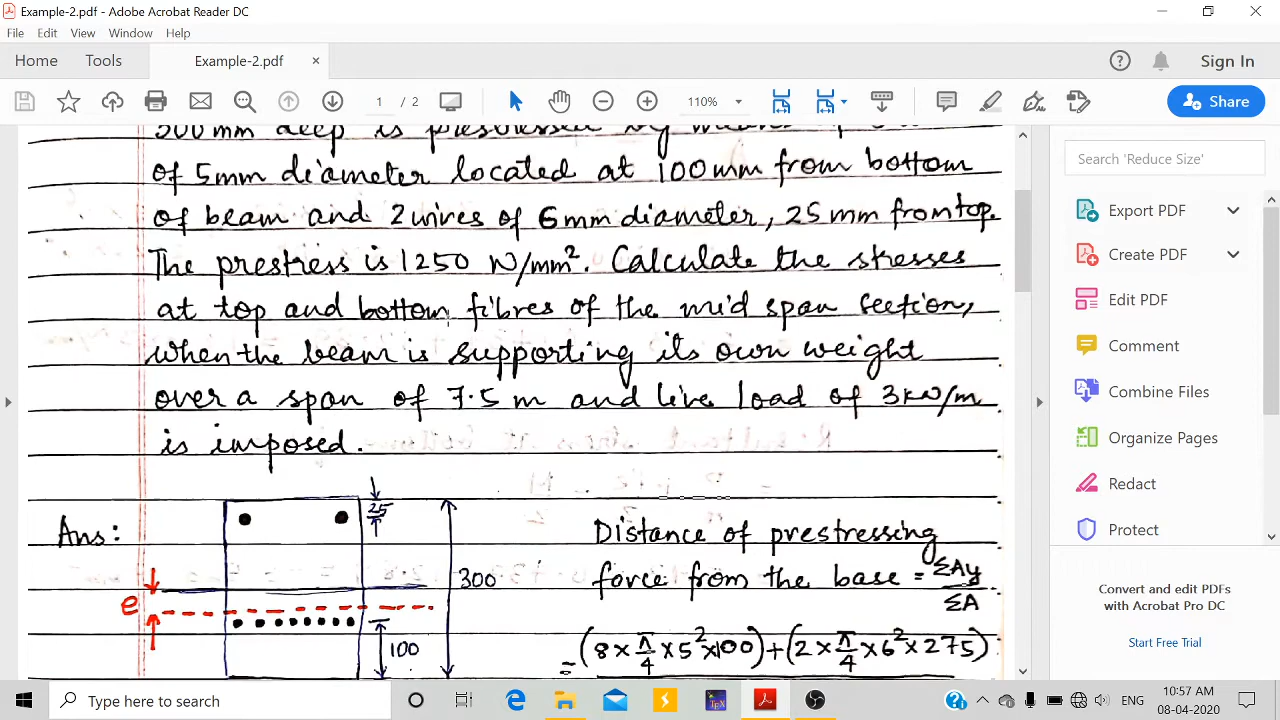 Example-2.pdf - Adobe Acrobat Reader DC
File Edit View Window Help
Home Tools Example-2.pdf × Sign In
1 / 2 110% Share
deep is prestressed by
of 5mm diameter located at 100mm from bottom
of beam and 2 wires of 6mm diameter, 25mm from top.
The prestress is 1250 N/mm². Calculate the stresses
at top and bottom fibres of the mid span section,
when the beam is supporting its own weight
over a span of 7.5 m and live load of 3kN/m
is imposed.
Ans:
25
300
e
100
Distance of prestressing
force from the base = ΣAy
ΣA
= (8 × π/4 × 5² × 100) + (2 × π/4 × 6² × 275)
Search 'Reduce Size'
Export PDF
Create PDF
Edit PDF
Comment
Combine Files
Organize Pages
Redact
Protect
Convert and edit PDFs
with Acrobat Pro DC
Start Free Trial
Type here to search
ENG
10:57 AM
08-04-2020